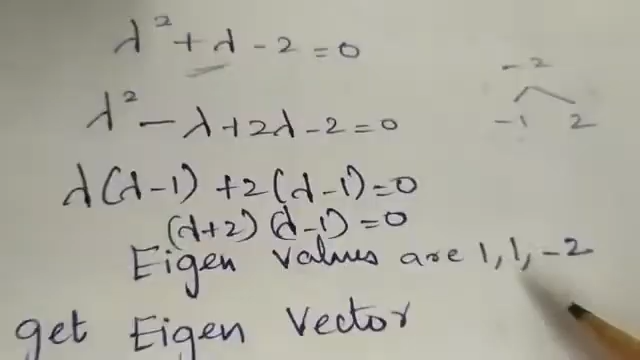 λ² + λ - 2 = 0
-2
λ² - λ + 2λ - 2 = 0
-1 2
λ(λ-1) + 2(λ-1) = 0
(λ+2) (λ-1) = 0
Eigen Values are 1, 1, -2
get Eigen Vector